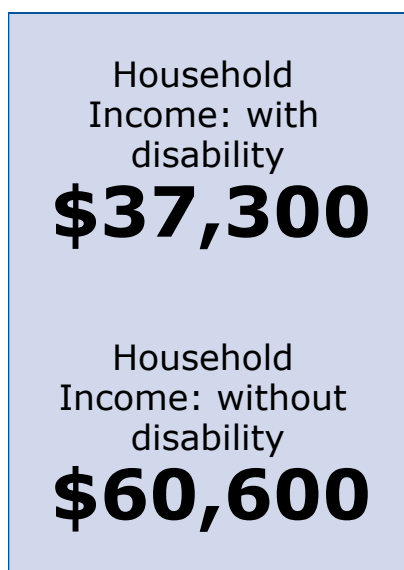 Household
Income: with
disability
$37,300
Household
Income: without
disability
$60,600